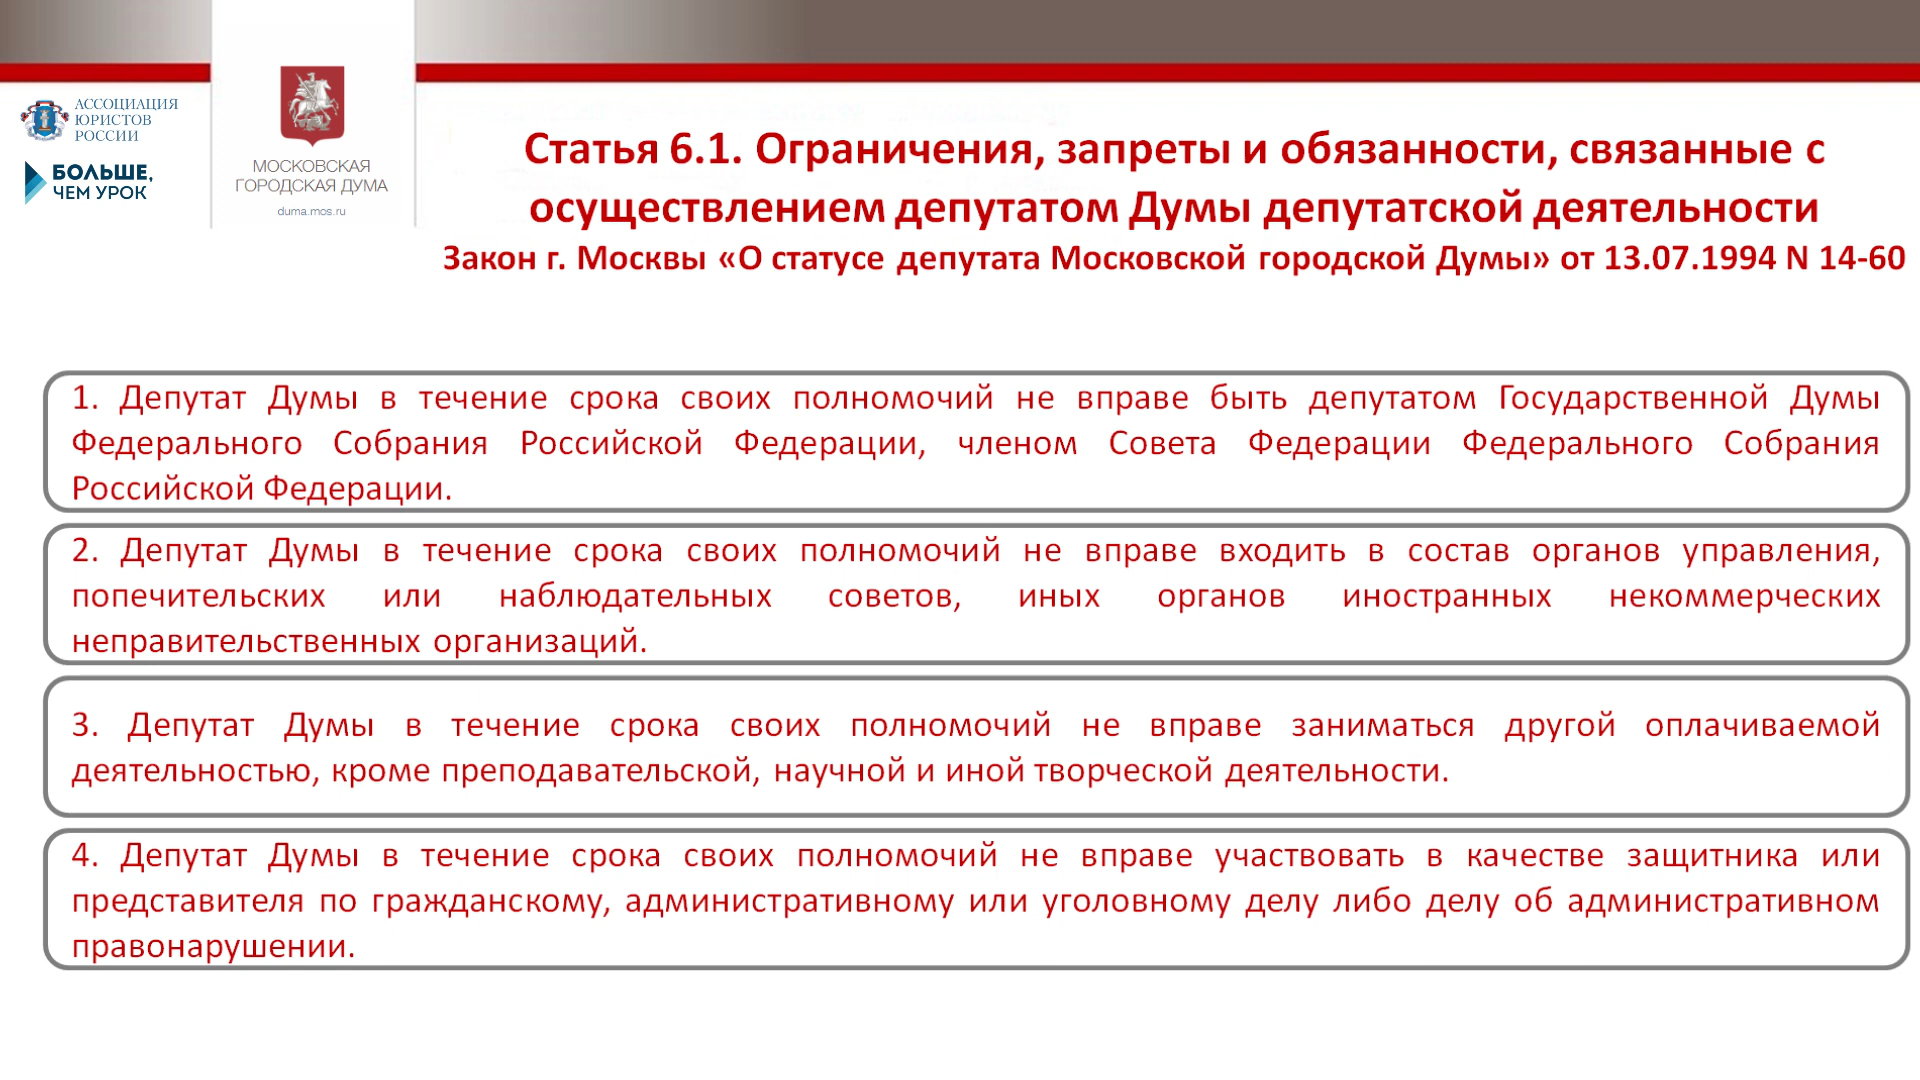 АССОЦИАЦИЯ
ЮРИСТОВ
РОССИИ
БОЛЬШЕ,
ЧЕМ УРОК
МОСКОВСКАЯ
ГОРОДСКАЯ ДУМА
duma.mos.ru
Статья 6.1. Ограничения, запреты и обязанности, связанные с
осуществлением депутатом Думы депутатской деятельности
Закон г. Москвы «О статусе депутата Московской городской Думы» от 13.07.1994 N 14-60
1. Депутат Думы в течение срока своих полномочий не вправе быть депутатом Государственной Думы
Федерального Собрания Российской Федерации, членом Совета Федерации Федерального Собрания
Российской Федерации.
2. Депутат Думы в течение срока своих полномочий не вправе входить в состав органов управления,
попечительских или наблюдательных советов, иных органов иностранных некоммерческих
неправительственных организаций.
3. Депутат Думы в течение срока своих полномочий не вправе заниматься другой оплачиваемой
деятельностью, кроме преподавательской, научной и иной творческой деятельности.
4. Депутат Думы в течение срока своих полномочий не вправе участвовать в качестве защитника или
представителя по гражданскому, административному или уголовному делу либо делу об административном
правонарушении.